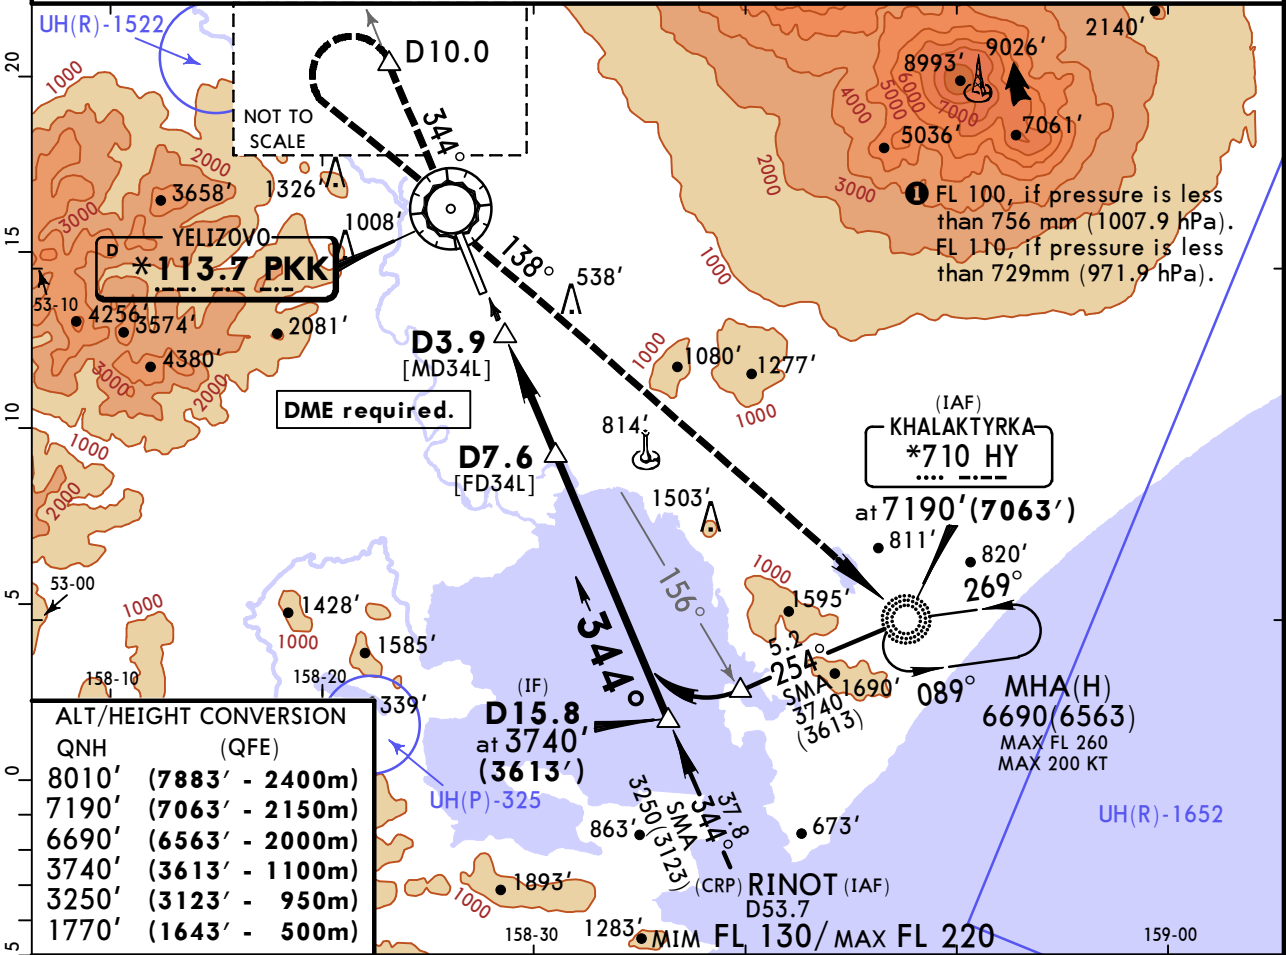 UH(R)-1522
20
1000
D10.0
NOT TO
SCALE
344°
2000
3658′
1326′
3000
1008′
15
D
YELIZOVO
*113.7 PKK
53-10
4256′
3574′
2081′
4380′
3000
2000
2140′
9026′
8993′
6000
5000
4000
7000
5036′
7061′
2000
3000
1 FL 100, if pressure is less
than 756 mm (1007.9 hPa).
FL 110, if pressure is less
than 729mm (971.9 hPa).
1000
138°
538′
D3.9
[MD34L]
1000
1080′
1277′
1000
DME required.
10
1000
2000
814′
D7.6
[FD34L]
1503′
(IAF)
KHALAKTYRKA
*710 HY
at 7190′(7063′)
811′
820′
269°
53-00
5
1000
1428′
1000
1585′
156°
1000
1595′
5.2
254°
SMA
3740′
(3613)
1690′
089°
MHA(H)
6690(6563)
MAX FL 260
MAX 200 KT
344°
158-10
158-20
339′
(IF)
D15.8
at 3740′
(3613′)
UH(P)-325
0
ALT/HEIGHT CONVERSION
QNH (QFE)
8010′ (7883′ - 2400m)
7190′ (7063′ - 2150m)
6690′ (6563′ - 2000m)
3740′ (3613′ - 1100m)
3250′ (3123′ - 950m)
1770′ (1643′ - 500m)
37.8
344°
SMA
3250(3123)
863′
673′
UH(R)-1652
1893′
1000
(CRP) RINOT (IAF)
D53.7
1283′
MIM FL 130/MAX FL 220
5
158-30
159-00